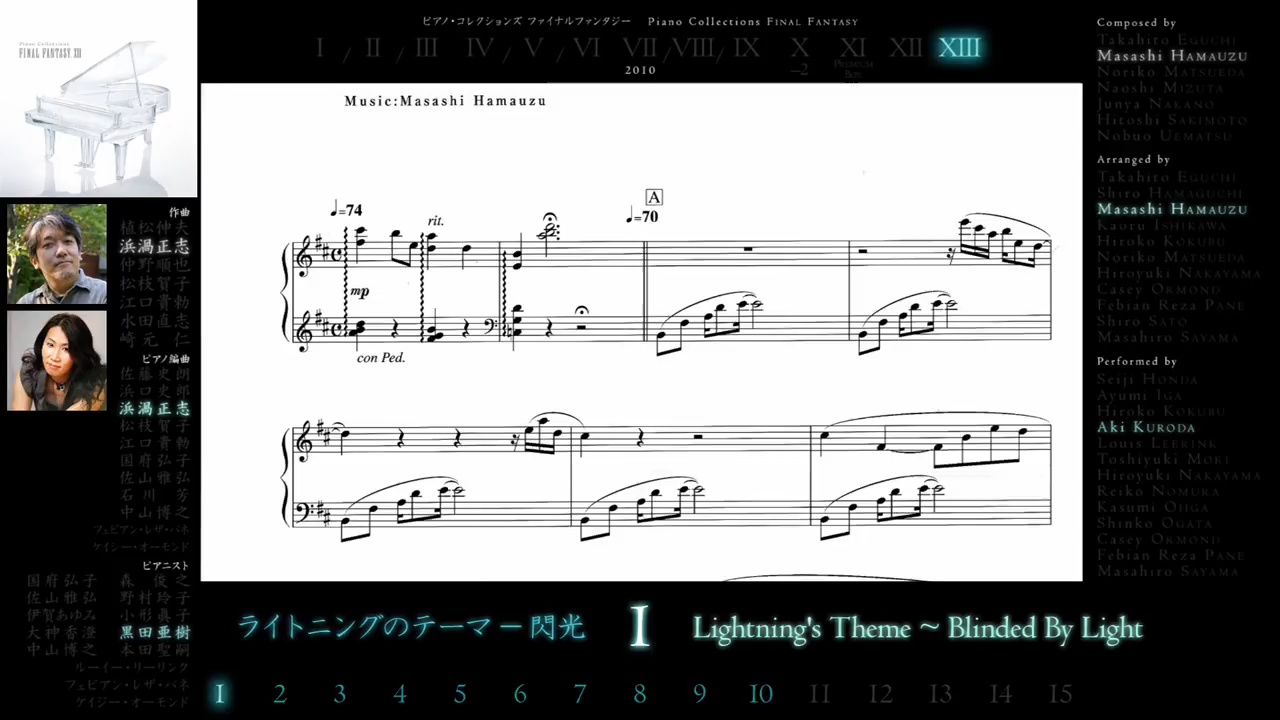 ピアノ・コレクションズ ファイナルファンタジー Piano Collections FINAL FANTASY
I / II / III / IV / V / VI / VII / VIII / IX X XI XII XIII
–2 PREMIUM BOX
2010
Piano Collections
FINAL FANTASY XIII
作曲
植松伸夫
浜渦正志
仲野順也
松枝賀子
江口貴勅
水田直志
崎元仁
ピアノ編曲
佐藤史朗
浜口史郎
浜渦正志
松枝賀子
江口貴勅
国府弘子
佐山雅弘
石川芳
中山博之
フェビアン・レザ・パネ
ケイシー・オーモンド
ピアニスト
国府弘子 森俊之
佐山雅弘 野村玲子
伊賀あゆみ 小形眞子
大神香澄 黒田亜樹
中山博之 本田聖嗣
ルーイー・リーリンク
フェビアン・レザ・パネ
ケイジー・オーモンド
Music:Masashi Hamauzu
♩=74
rit.
♩=70
A
mp
con Ped.
Composed by
Takahiro EGUCHI
Masashi HAMAUZU
Noriko MATSUEDA
Naoshi MIZUTA
Junya NAKANO
Hitoshi SAKIMOTO
Nobuo UEMATSU
Arranged by
Takahiro EGUCHI
Shiro HAMAGUCHI
Masashi HAMAUZU
Kaoru ISHIKAWA
Hiroko KOKUBU
Noriko MATSUEDA
Hiroyuki NAKAYAMA
Casey ORMOND
Febian Reza PANE
Shiro SATO
Masahiro SAYAMA
Performed by
Seiji HONDA
Ayumi IGA
Hiroko KOKUBU
Aki KURODA
Louis LEERINK
Toshiyuki MORI
Hiroyuki NAKAYAMA
Reiko NOMURA
Kasumi OHGA
Shinko OGATA
Casey ORMOND
Febian Reza PANE
Masahiro SAYAMA
ライトニングのテーマ － 閃光 I Lightning's Theme ~ Blinded By Light
1 2 3 4 5 6 7 8 9 10 11 12 13 14 15